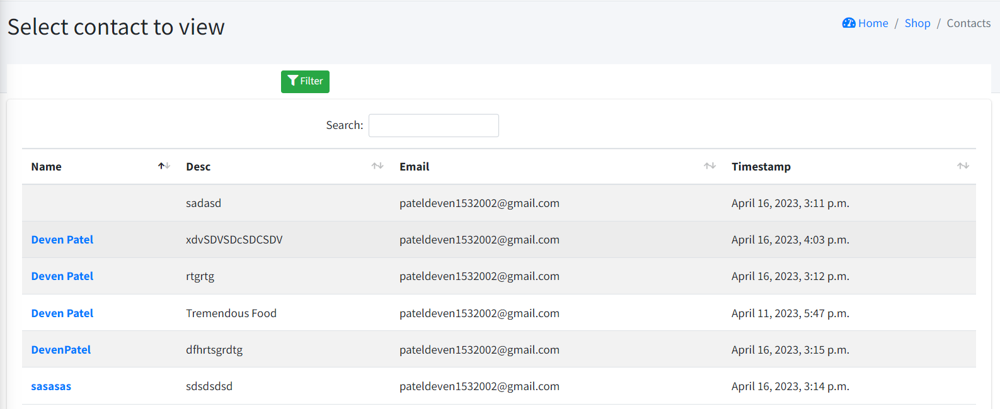 Select contact to view
Home / Shop / Contacts
Filter
Search:
Name Desc Email Timestamp
sadasd pateldeven1532002@gmail.com April 16, 2023, 3:11 p.m.
Deven Patel xdvSDVSDcSDCSDV pateldeven1532002@gmail.com April 16, 2023, 4:03 p.m.
Deven Patel rtgrtg pateldeven1532002@gmail.com April 16, 2023, 3:12 p.m.
Deven Patel Tremendous Food pateldeven1532002@gmail.com April 11, 2023, 5:47 p.m.
DevenPatel dfhrtsgrdtg pateldeven1532002@gmail.com April 16, 2023, 3:15 p.m.
sasasas sdsdsdsd pateldeven1532002@gmail.com April 16, 2023, 3:14 p.m.